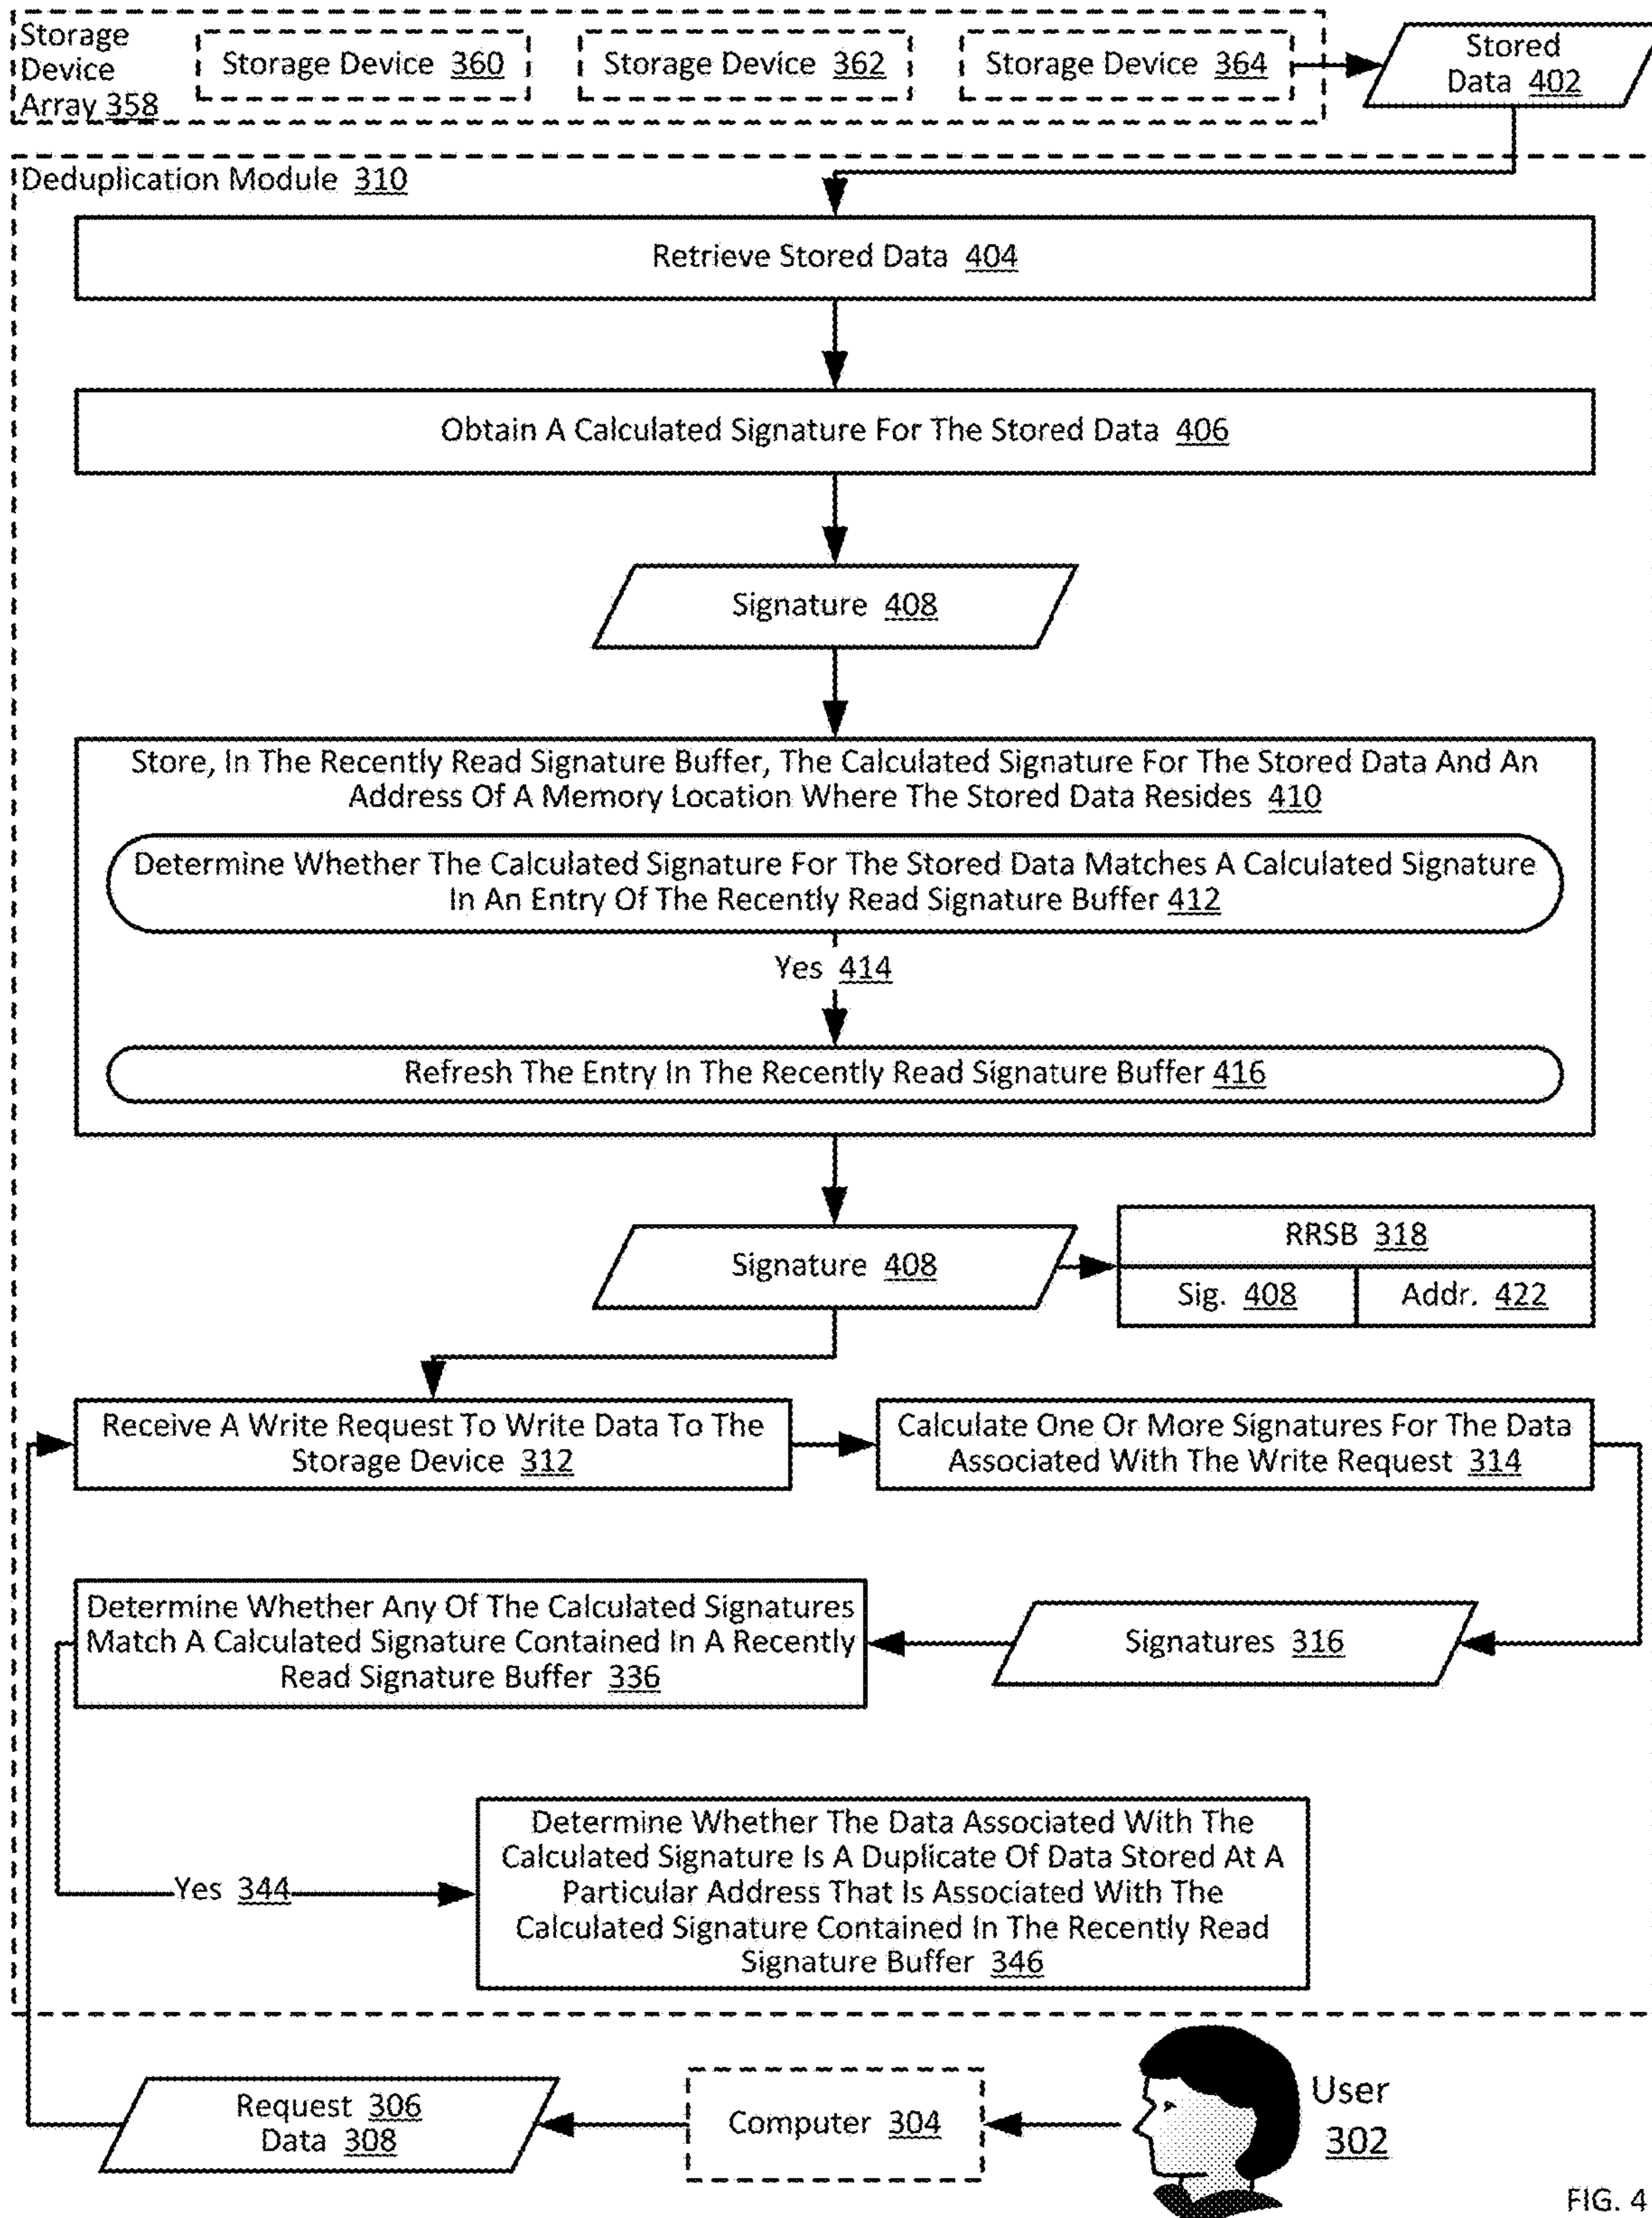 Storage
Device
Array 358
Storage Device 360
Storage Device 362
Storage Device 364
Stored
Data 402
Deduplication Module 310
Retrieve Stored Data 404
Obtain A Calculated Signature For The Stored Data 406
Signature 408
Store, In The Recently Read Signature Buffer, The Calculated Signature For The Stored Data And An
Address Of A Memory Location Where The Stored Data Resides 410
Determine Whether The Calculated Signature For The Stored Data Matches A Calculated Signature
In An Entry Of The Recently Read Signature Buffer 412
Yes 414
Refresh The Entry In The Recently Read Signature Buffer 416
Signature 408
RRSB 318
Sig. 408
Addr. 422
Receive A Write Request To Write Data To The
Storage Device 312
Calculate One Or More Signatures For The Data
Associated With The Write Request 314
Determine Whether Any Of The Calculated Signatures
Match A Calculated Signature Contained In A Recently
Read Signature Buffer 336
Signatures 316
Yes 344
Determine Whether The Data Associated With The
Calculated Signature Is A Duplicate Of Data Stored At A
Particular Address That Is Associated With The
Calculated Signature Contained In The Recently Read
Signature Buffer 346
Request 306
Data 308
Computer 304
User
302
FIG. 4